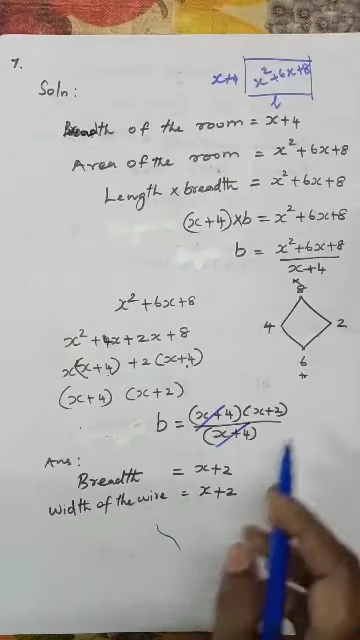 7.
Soln:
x+4
x²+6x+8
l
Breadth of the room = x+4
Area of the room = x²+6x+8
Length x breadth = x²+6x+8
(x+4)xb = x²+6x+8
b = x²+6x+8
x+4
x²+6x+8
x²+4x+2x+8
x(x+4)+2(x+4)
(x+4) (x+2)
x
8
4 2
6
+
b = (x+4)(x+2)
(x+4)
Ans:
Breadth = x+2
Width of the wire = x+2